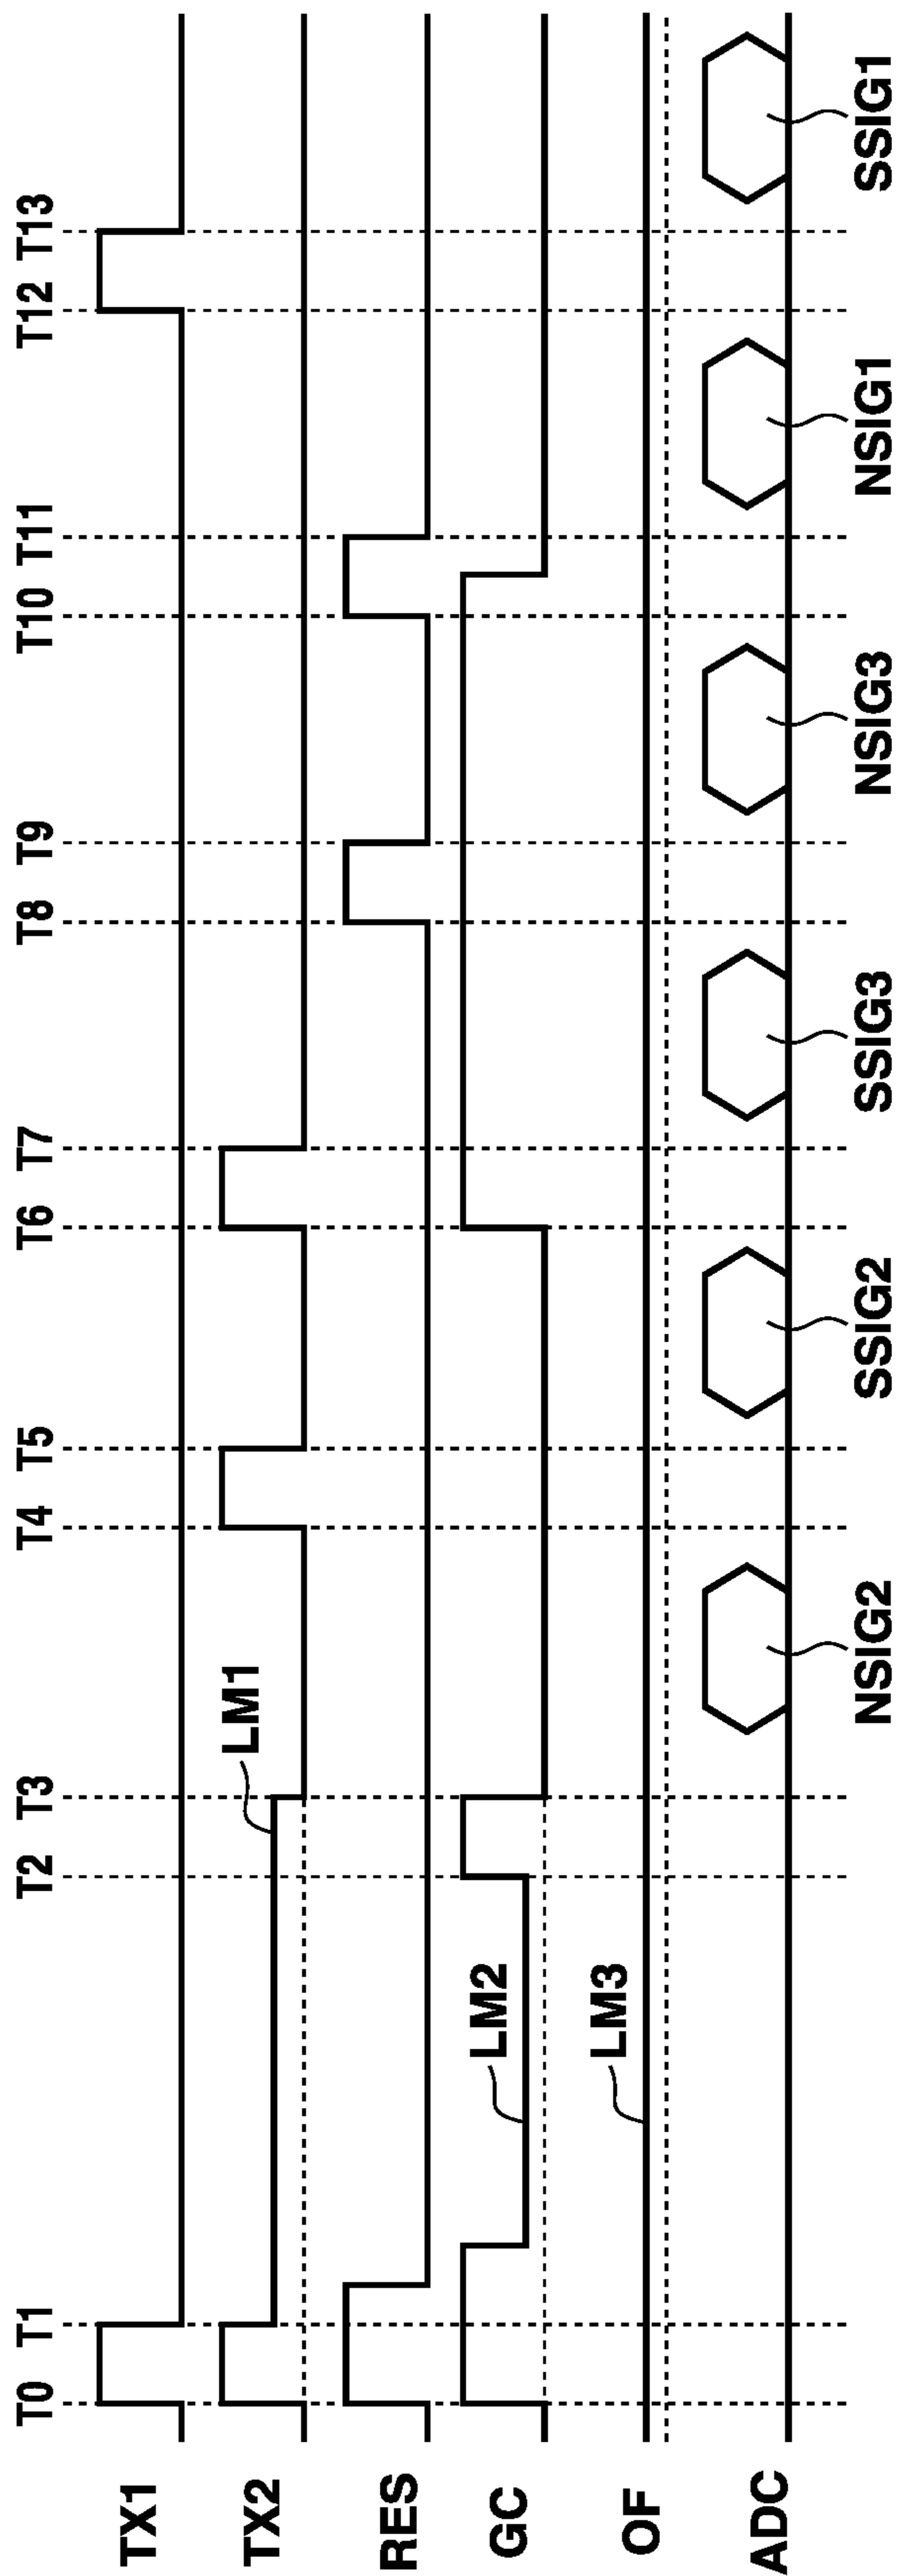 T0 T1 T2 T3 T4 T5 T6 T7 T8 T9 T10 T11 T12 T13
TX1
TX2
LM1
RES
GC
LM2
OF
LM3
ADC
NSIG2 SSIG2 SSIG3 NSIG3 NSIG1 SSIG1